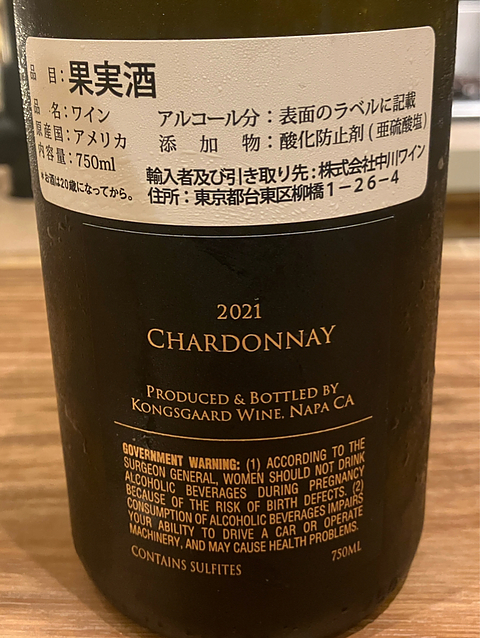 品 目：果実酒
品 名：ワイン
アルコール分：表面のラベルに記載
原産国：アメリカ
添 加 物：酸化防止剤(亜硫酸塩)
内容量：750ml
輸入者及び引き取り先：株式会社中川ワイン
*お酒は20歳になってから。
住所：東京都台東区柳橋1-26-4
2021
CHARDONNAY
PRODUCED & BOTTLED BY
KONGSGAARD WINE, NAPA CA
GOVERNMENT WARNING: (1) ACCORDING TO THE
SURGEON GENERAL, WOMEN SHOULD NOT DRINK
ALCOHOLIC BEVERAGES DURING PREGNANCY
BECAUSE OF THE RISK OF BIRTH DEFECTS. (2)
CONSUMPTION OF ALCOHOLIC BEVERAGES IMPAIRS
YOUR ABILITY TO DRIVE A CAR OR OPERATE
MACHINERY, AND MAY CAUSE HEALTH PROBLEMS.
CONTAINS SULFITES
750ML